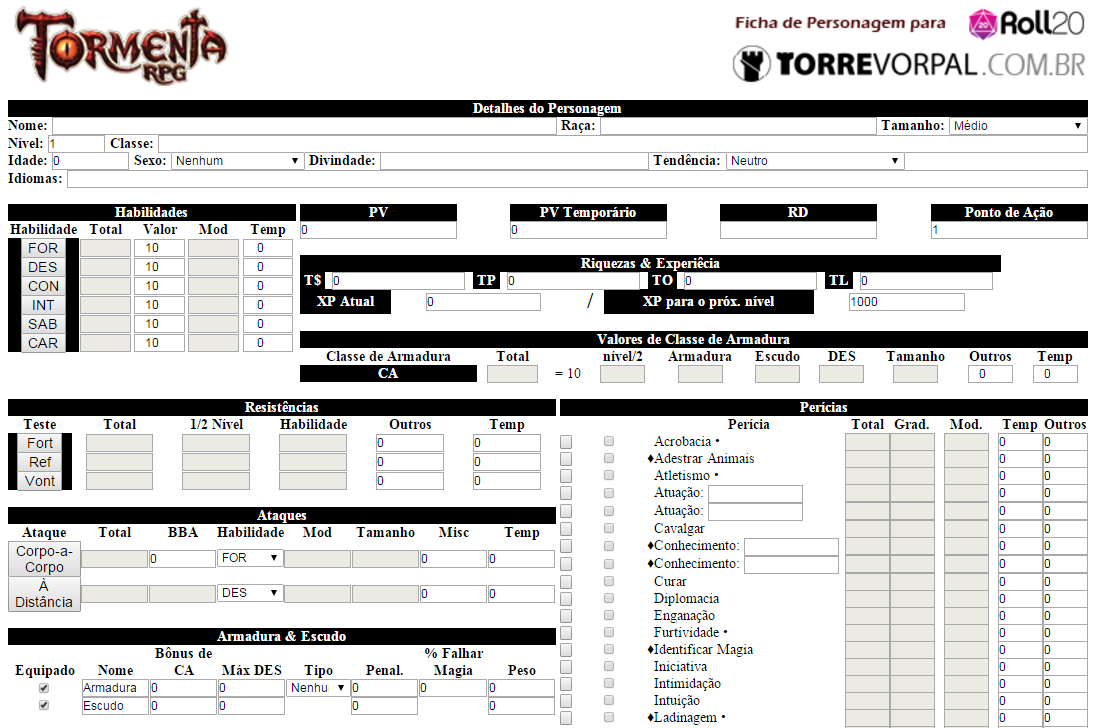 TORMENTA
RPG
Ficha de Personagem para Roll20
TORREVORPAL.COM.BR
Detalhes do Personagem
Nome: Raça: Tamanho: Médio
Nível: 1 Classe:
Idade: 0 Sexo: Nenhum Divindade: Tendência: Neutro
Idiomas:
Habilidades PV PV Temporário RD Ponto de Ação
0 0 1
Habilidade Total Valor Mod Temp
FOR 10 0
DES 10 0
CON 10 0
INT 10 0
SAB 10 0
CAR 10 0
Riquezas & Experiêcia
T$ 0 TP 0 TO 0 TL 0
XP Atual 0 / XP para o próx. nível 1000
Valores de Classe de Armadura
Classe de Armadura Total nível/2 Armadura Escudo DES Tamanho Outros Temp
CA = 10 0 0
Resistências
Teste Total 1/2 Nível Habilidade Outros Temp
Fort 0 0
Ref 0 0
Vont 0 0
Ataques
Ataque Total BBA Habilidade Mod Tamanho Misc Temp
Corpo-a-Corpo 0 FOR 0 0
À Distância DES 0 0
Armadura & Escudo
Equipado Nome Bônus de CA Máx DES Tipo Penal. % Falhar Magia Peso
Armadura 0 0 Nenhu 0 0 0
Escudo 0 0 0 0
Perícias
Perícia Total Grad. Mod. Temp Outros
Acrobacia • 0 0
♦Adestrar Animais 0 0
Atletismo • 0 0
Atuação: 0 0
Atuação: 0 0
Cavalgar 0 0
♦Conhecimento: 0 0
♦Conhecimento: 0 0
Curar 0 0
Diplomacia 0 0
Enganação 0 0
Furtividade • 0 0
♦Identificar Magia 0 0
Iniciativa 0 0
Intimidação 0 0
Intuição 0 0
♦Ladinagem • 0 0